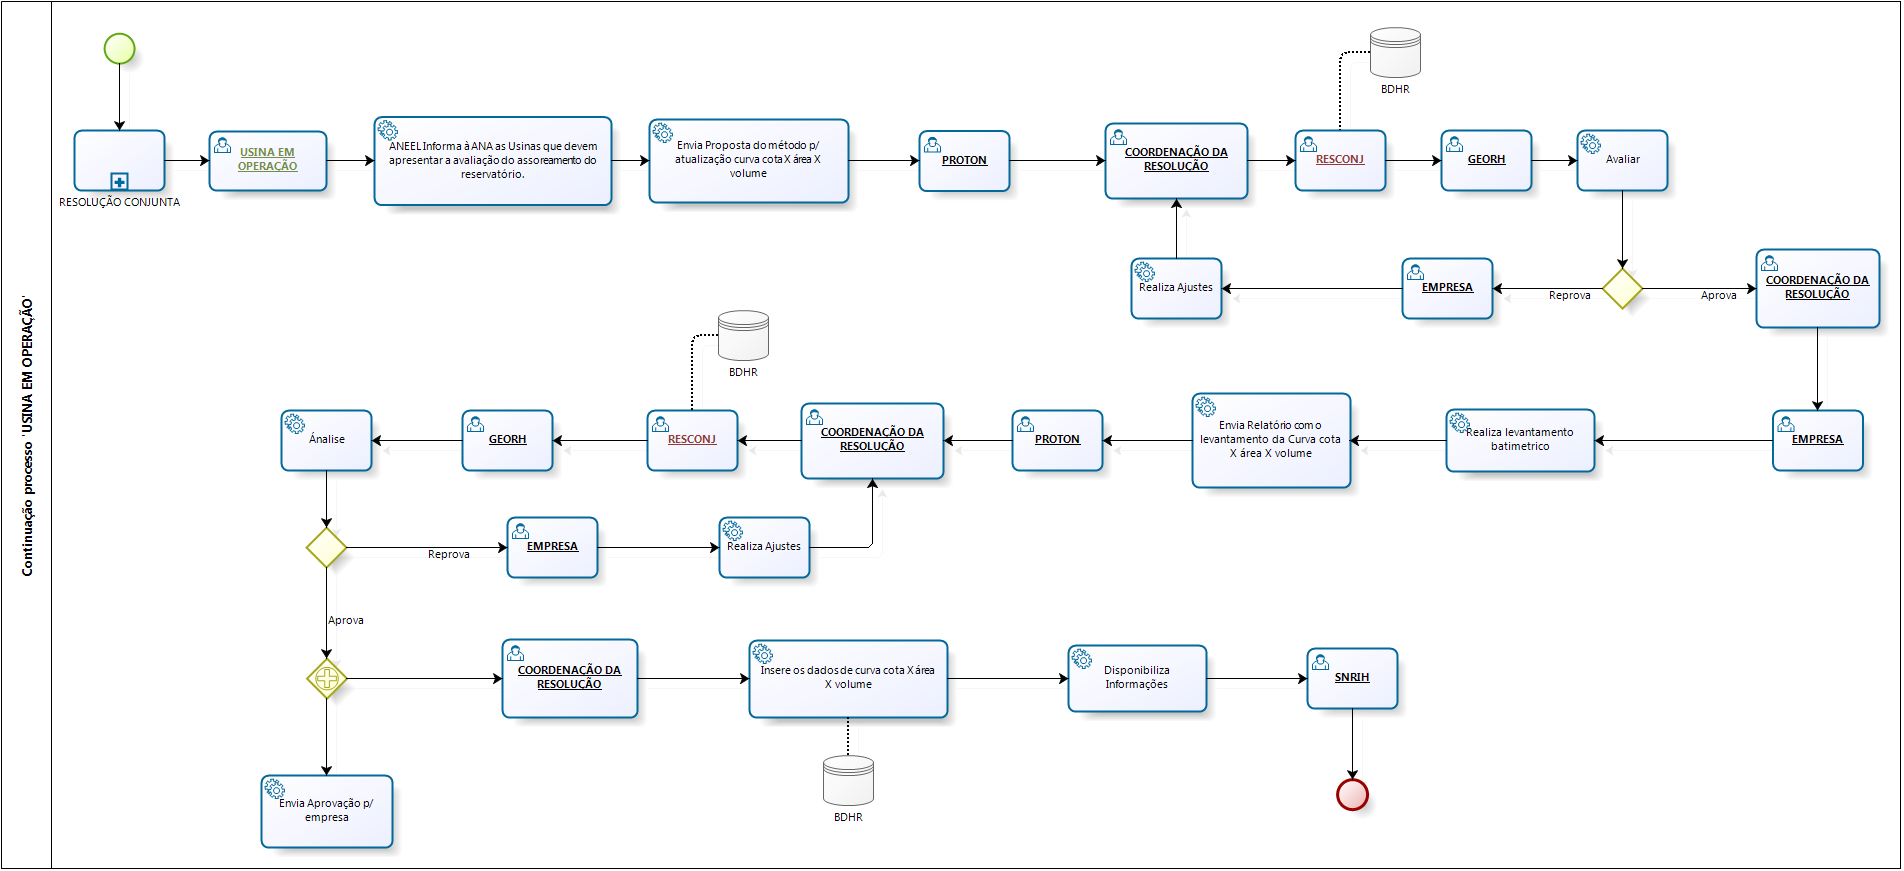 Continuação processo 'USINA EM OPERAÇÃO'
BDHR
RESOLUÇÃO CONJUNTA
USINA EM
OPERAÇÃO
ANEEL Informa à ANA as Usinas que devem
apresentar a avaliação do assoreamento do
reservatório.
Envia Proposta do método p/
atualização curva cota X área X
volume
PROTON
COORDENAÇÃO DA
RESOLUÇÃO
RESCONJ
GEORH
Avaliar
Realiza Ajustes
EMPRESA
Reprova
Aprova
COORDENAÇÃO DA
RESOLUÇÃO
BDHR
Ánalise
GEORH
RESCONJ
COORDENAÇÃO DA
RESOLUÇÃO
PROTON
Envia Relatório com o
levantamento da Curva cota
X área X volume
Realiza levantamento
batimetrico
EMPRESA
Reprova
EMPRESA
Realiza Ajustes
Aprova
COORDENAÇÃO DA
RESOLUÇÃO
Insere os dados de curva cota X área
X volume
Disponibiliza
Informações
SNRIH
Envia Aprovação p/
empresa
BDHR